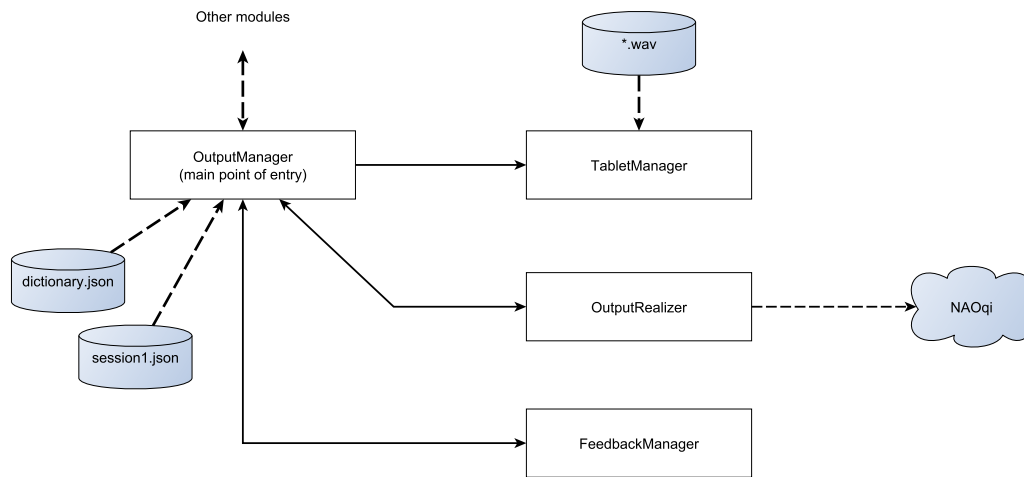 Other modules
*.wav
OutputManager
(main point of entry)
TabletManager
dictionary.json
OutputRealizer
NAOqi
session1.json
FeedbackManager